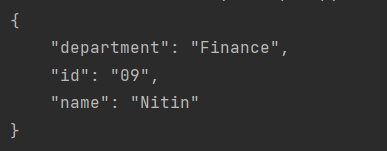 {
    "department": "Finance",
    "id": "09",
    "name": "Nitin"
}